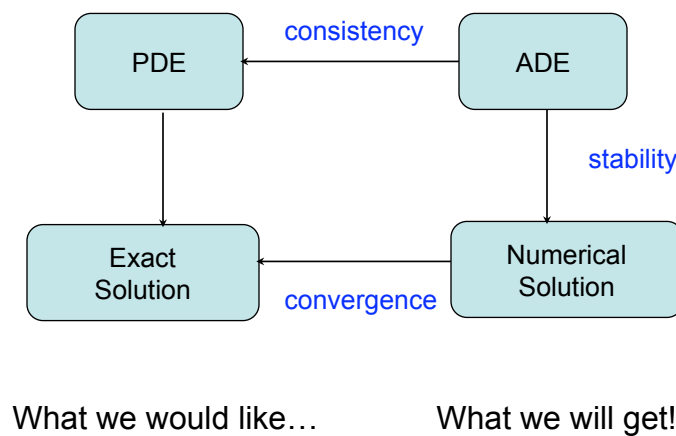 consistency
PDE
ADE
stability
Exact
Solution
Numerical
Solution
convergence
What we would like…
What we will get!